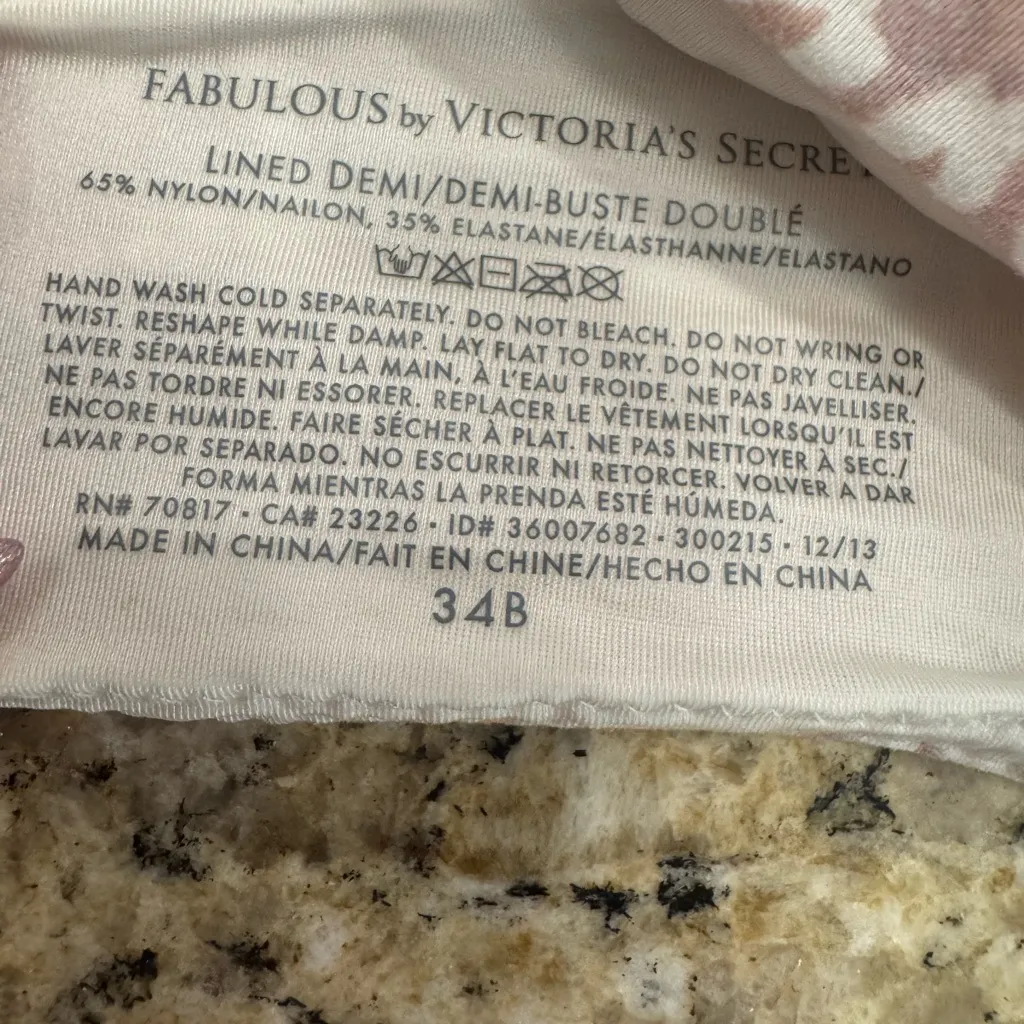 FABULOUS by VICTORIA'S SECRET
LINED DEMI/DEMI-BUSTE DOUBLÉ
65% NYLON/NAILON, 35% ELASTANE/ÉLASTHANNE/ELASTANO
HAND WASH COLD SEPARATELY. DO NOT BLEACH. DO NOT WRING OR
TWIST. RESHAPE WHILE DAMP. LAY FLAT TO DRY. DO NOT DRY CLEAN./
LAVER SÉPARÉMENT À LA MAIN, À L'EAU FROIDE. NE PAS JAVELLISER.
NE PAS TORDRE NI ESSORER. REPLACER LE VÊTEMENT LORSQU'IL EST
ENCORE HUMIDE. FAIRE SÉCHER À PLAT. NE PAS NETTOYER À SEC./
LAVAR POR SEPARADO. NO ESCURRIR NI RETORCER. VOLVER A DAR
FORMA MIENTRAS LA PRENDA ESTÉ HÚMEDA.
RN# 70817 · CA# 23226 · ID# 36007682 · 300215 · 12/13
MADE IN CHINA/FAIT EN CHINE/HECHO EN CHINA
34B